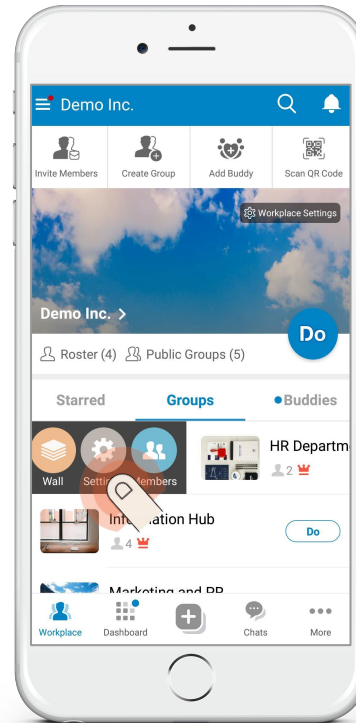 Demo Inc.
Invite Members
Create Group
Add Buddy
Scan QR Code
Workplace Settings
Demo Inc. >
Do
Roster (4)
Public Groups (5)
Starred
Groups
Buddies
Wall
Members
HR Departm
2
Information Hub
4
Do
Marketing and PR
Workplace
Dashboard
Chats
More